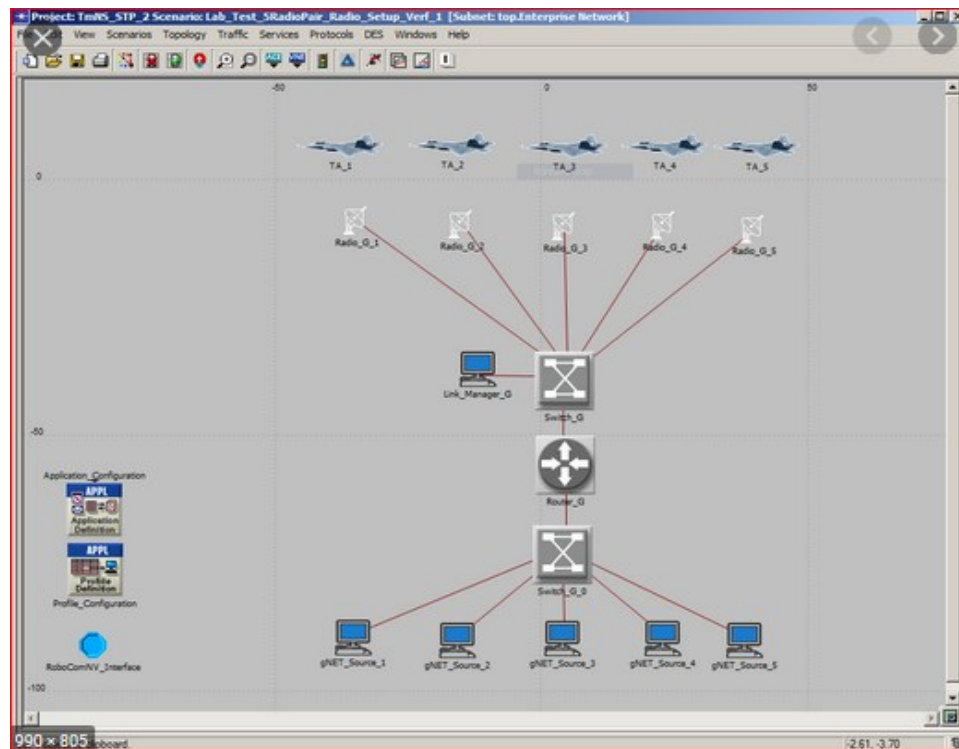 Project: TmNS_STP_2 Scenario: Lab_Test_5RadioPair_Radio_Setup_Verf_1 [Subnet: top.Enterprise Network]
View Scenarios Topology Traffic Services Protocols DES Windows Help
-50 0 50
TA_1 TA_2 TA_3 TA_4 TA_5
0
Radio_G_1 Radio_G_2 Radio_G_3 Radio_G_4 Radio_G_5
Link_Manager_G
Switch_G
-50
Application_Configuration
APPL
Application
Definition
Router_G
APPL
Profile
Definition
Profile_Configuration
Switch_G_0
RoboComNV_Interface
gNET_Source_1 gNET_Source_2 gNET_Source_3 gNET_Source_4 gNET_Source_5
-100
990 × 805
-2.61, -3.70